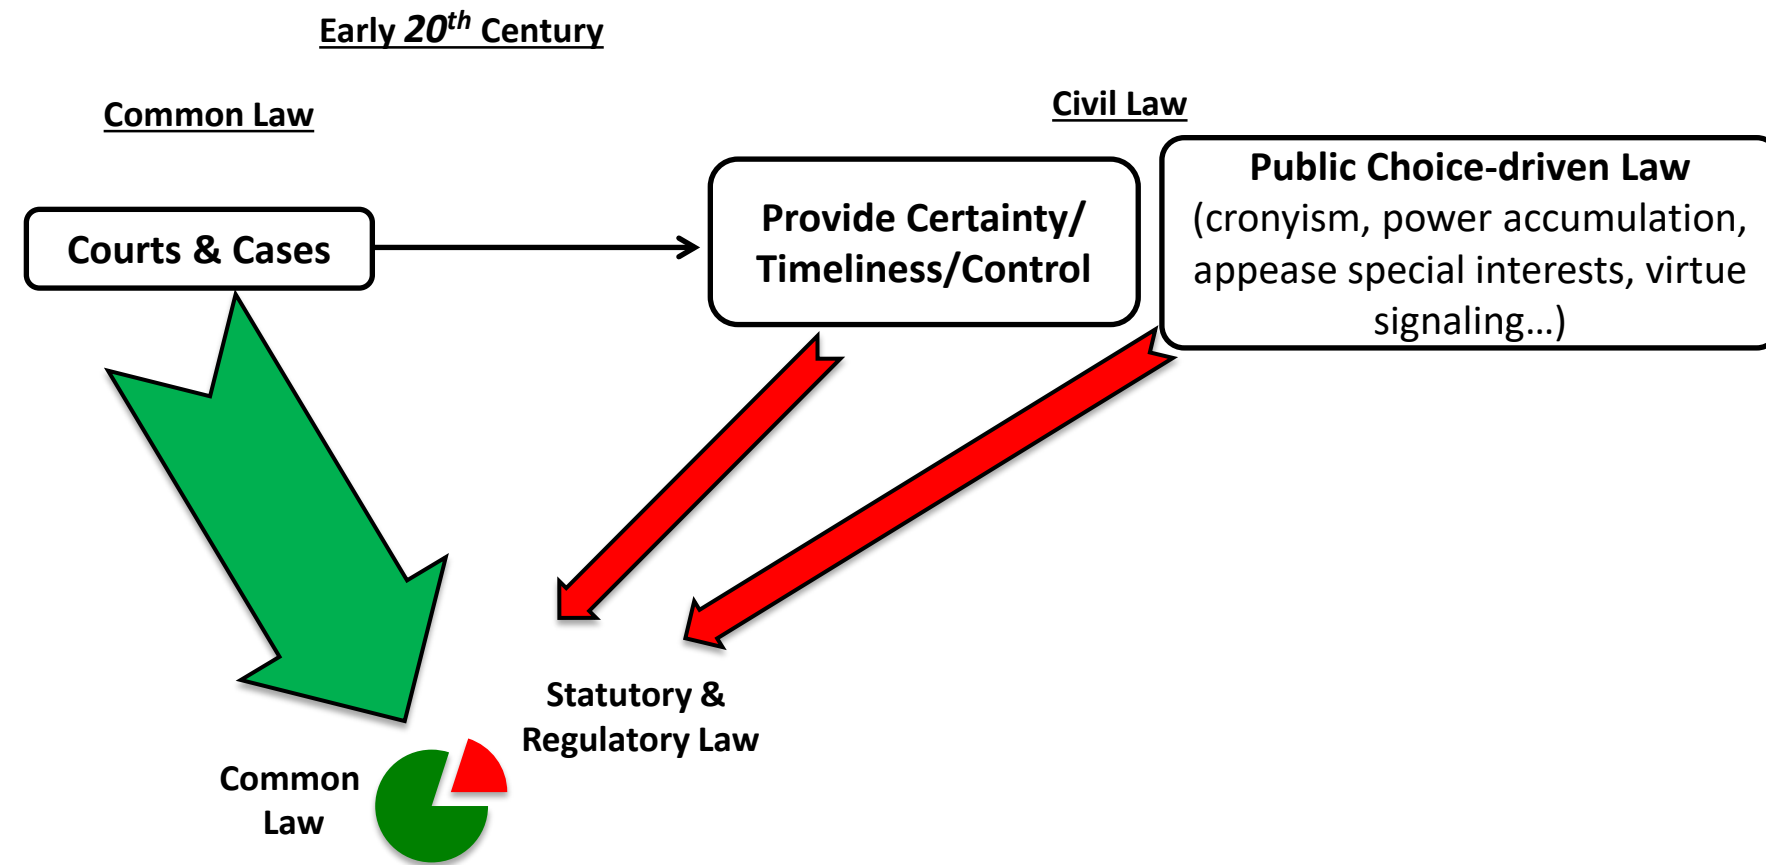 Early 20th Century
Common Law
Civil Law
Courts & Cases
Provide Certainty/
Timeliness/Control
Public Choice-driven Law
(cronyism, power accumulation,
appease special interests, virtue
signaling…)
Statutory &
Regulatory Law
Common
Law